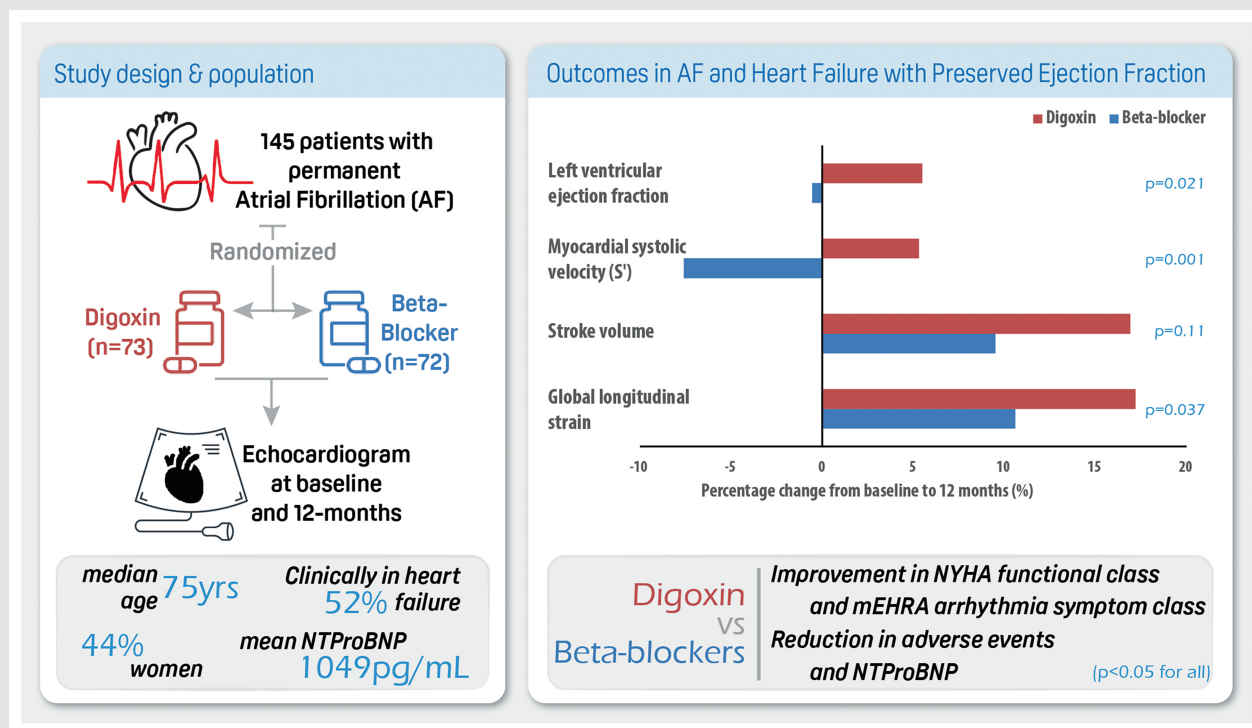 Study design & population
145 patients with
permanent
Atrial Fibrillation (AF)
Randomized
Digoxin
(n=73)
Beta-
Blocker
(n=72)
Echocardiogram
at baseline
and 12-months
median
age 75yrs
Clinically in heart
52% failure
44%
women
mean NTProBNP
1049pg/mL
Outcomes in AF and Heart Failure with Preserved Ejection Fraction
Digoxin Beta-blocker
Left ventricular
ejection fraction
p=0.021
Myocardial systolic
velocity (S')
p=0.001
Stroke volume
p=0.11
Global longitudinal
strain
p=0.037
-10 -5 0 5 10 15 20
Percentage change from baseline to 12 months (%)
Digoxin
vs
Beta-blockers
Improvement in NYHA functional class
and mEHRA arrhythmia symptom class
Reduction in adverse events
and NTProBNP
(p<0.05 for all)